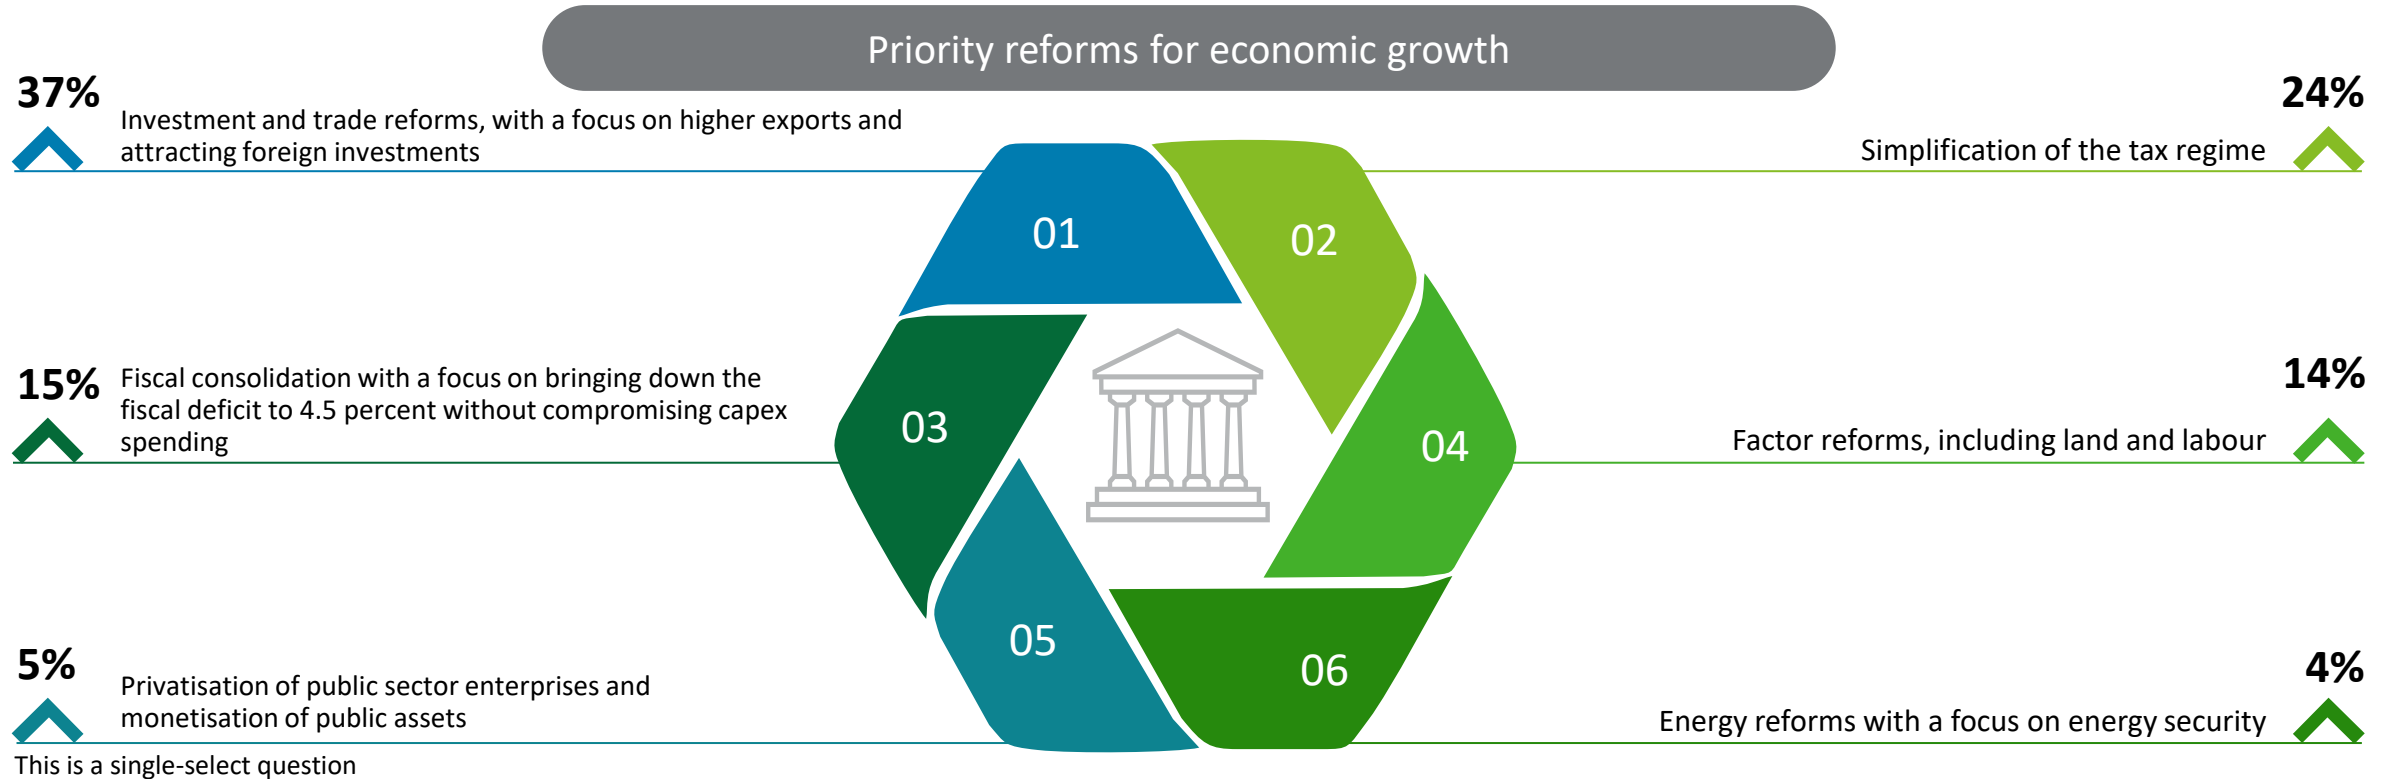 Priority reforms for economic growth
37%
Investment and trade reforms, with a focus on higher exports and
attracting foreign investments
24%
Simplification of the tax regime
01
02
15%
Fiscal consolidation with a focus on bringing down the
fiscal deficit to 4.5 percent without compromising capex
spending
03
14%
Factor reforms, including land and labour
04
5%
Privatisation of public sector enterprises and
monetisation of public assets
05
06
4%
Energy reforms with a focus on energy security
This is a single-select question